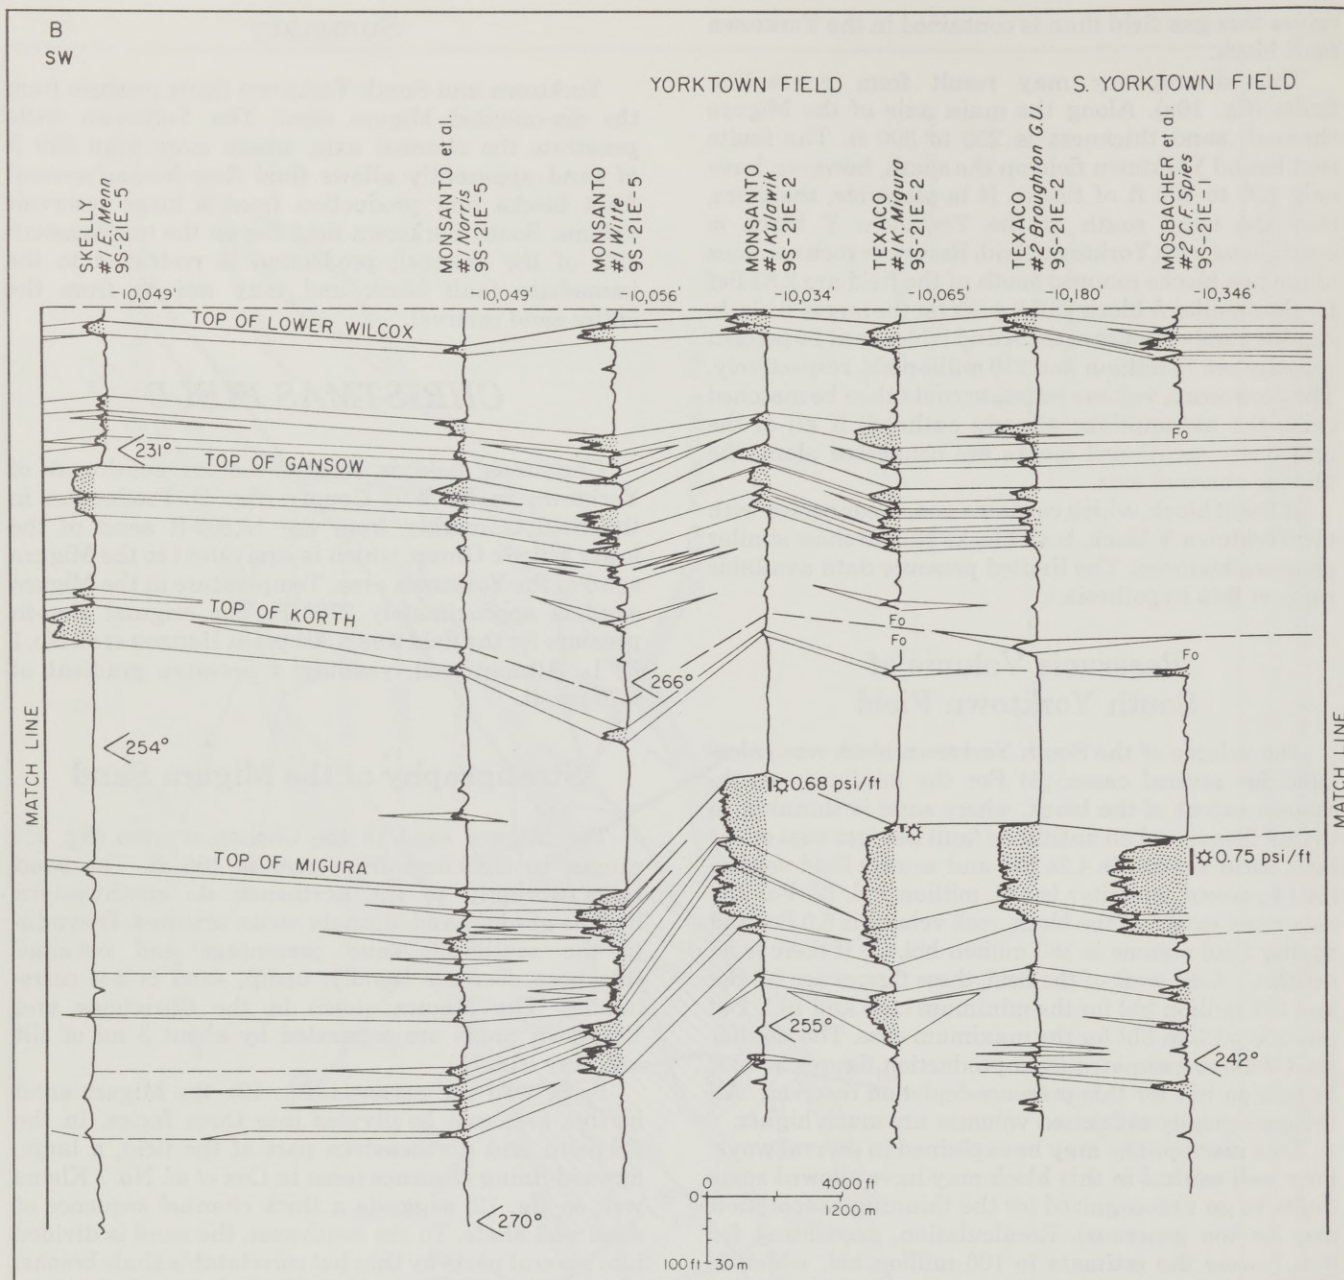 B
SW
YORKTOWN FIELD
S. YORKTOWN FIELD
SKELLY
#1 E. Menn
9S-21E-5
MONSANTO et al.
#1 Norris
9S-21E-5
MONSANTO
#1 Witte
9S-21E-5
MONSANTO
#1 Kulawik
9S-21E-2
TEXACO
#1 K. Migura
9S-21E-2
TEXACO
#2 Broughton G.U.
9S-21E-2
MOSBACHER et al.
#2 C.F. Spies
9S-21E-1
-10,049'
-10,049'
-10,056'
-10,034'
-10,065'
-10,180'
-10,346'
TOP OF LOWER WILCOX
231°
TOP OF GANSOW
Fo
TOP OF KORTH
Fo
Fo
Fo
266°
254°
MATCH LINE
MATCH LINE
0.68 psi/ft
TOP OF MIGURA
0.75 psi/ft
255°
242°
270°
0
4000 ft
0
1200 m
100 ft
30 m